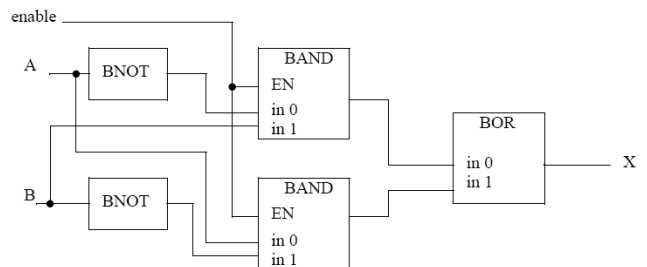 enable
A
BNOT
BAND
EN
in 0
in 1
BOR
in 0
in 1
X
B
BNOT
BAND
EN
in 0
in 1